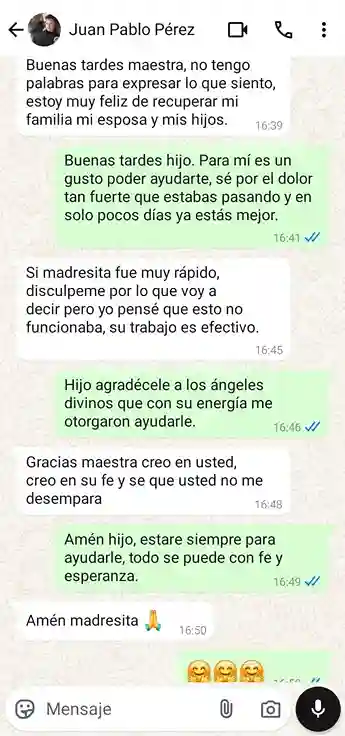 Juan Pablo Pérez
Buenas tardes maestra, no tengo
palabras para expresar lo que siento,
estoy muy feliz de recuperar mi
familia mi esposa y mis hijos.
16:39
Buenas tardes hijo. Para mí es un
gusto poder ayudarte, sé por el dolor
tan fuerte que estabas pasando y en
solo pocos días ya estás mejor.
16:41
Si madresita fue muy rápido,
disculpeme por lo que voy a
decir pero yo pensé que esto no
funcionaba, su trabajo es efectivo.
16:45
Hijo agradécele a los ángeles
divinos que con su energía me
otorgaron ayudarle.
16:46
Gracias maestra creo en usted,
creo en su fe y se que usted no me
desempara
16:48
Amén hijo, estare siempre para
ayudarle, todo se puede con fe y
esperanza.
16:49
Amén madresita 🙏
16:50
🤗🤗🤗
Mensaje